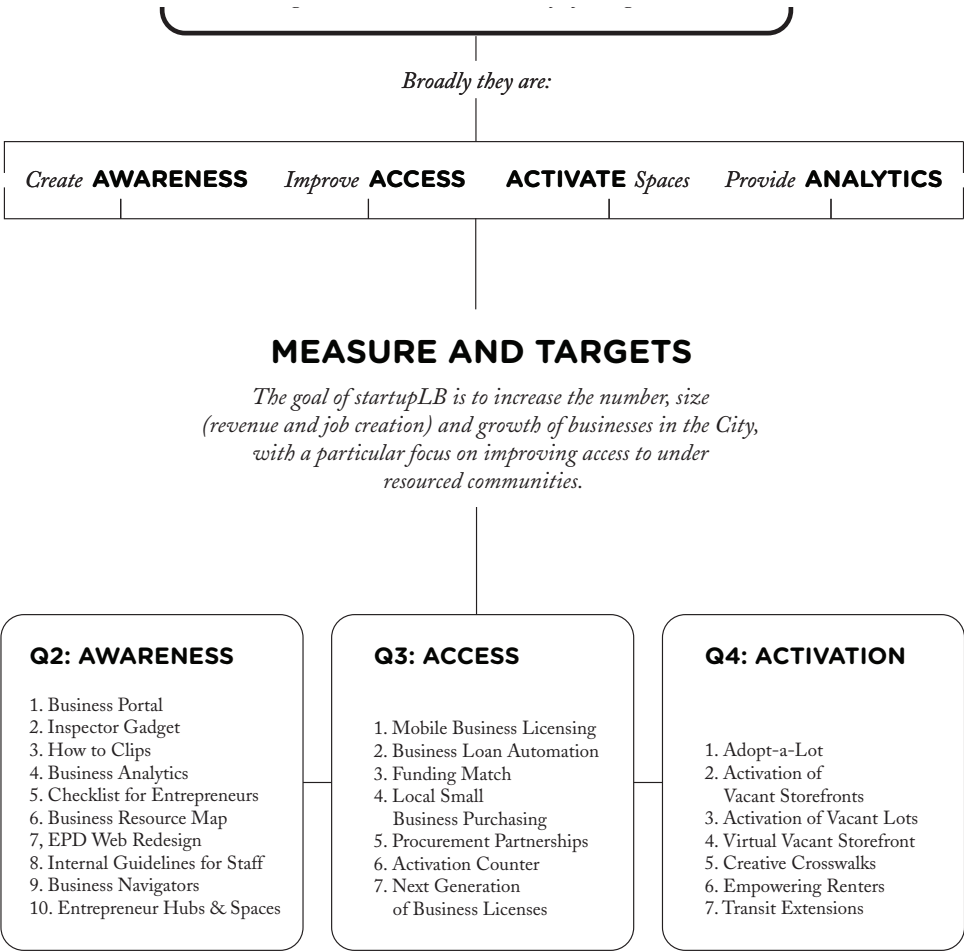 Broadly they are:
Create AWARENESS Improve ACCESS ACTIVATE Spaces Provide ANALYTICS
MEASURE AND TARGETS
The goal of startupLB is to increase the number, size
(revenue and job creation) and growth of businesses in the City,
with a particular focus on improving access to under
resourced communities.
Q2: AWARENESS
1. Business Portal
2. Inspector Gadget
3. How to Clips
4. Business Analytics
5. Checklist for Entrepreneurs
6. Business Resource Map
7, EPD Web Redesign
8. Internal Guidelines for Staff
9. Business Navigators
10. Entrepreneur Hubs & Spaces
Q3: ACCESS
1. Mobile Business Licensing
2. Business Loan Automation
3. Funding Match
4. Local Small
Business Purchasing
5. Procurement Partnerships
6. Activation Counter
7. Next Generation
of Business Licenses
Q4: ACTIVATION
1. Adopt-a-Lot
2. Activation of
Vacant Storefronts
3. Activation of Vacant Lots
4. Virtual Vacant Storefront
5. Creative Crosswalks
6. Empowering Renters
7. Transit Extensions